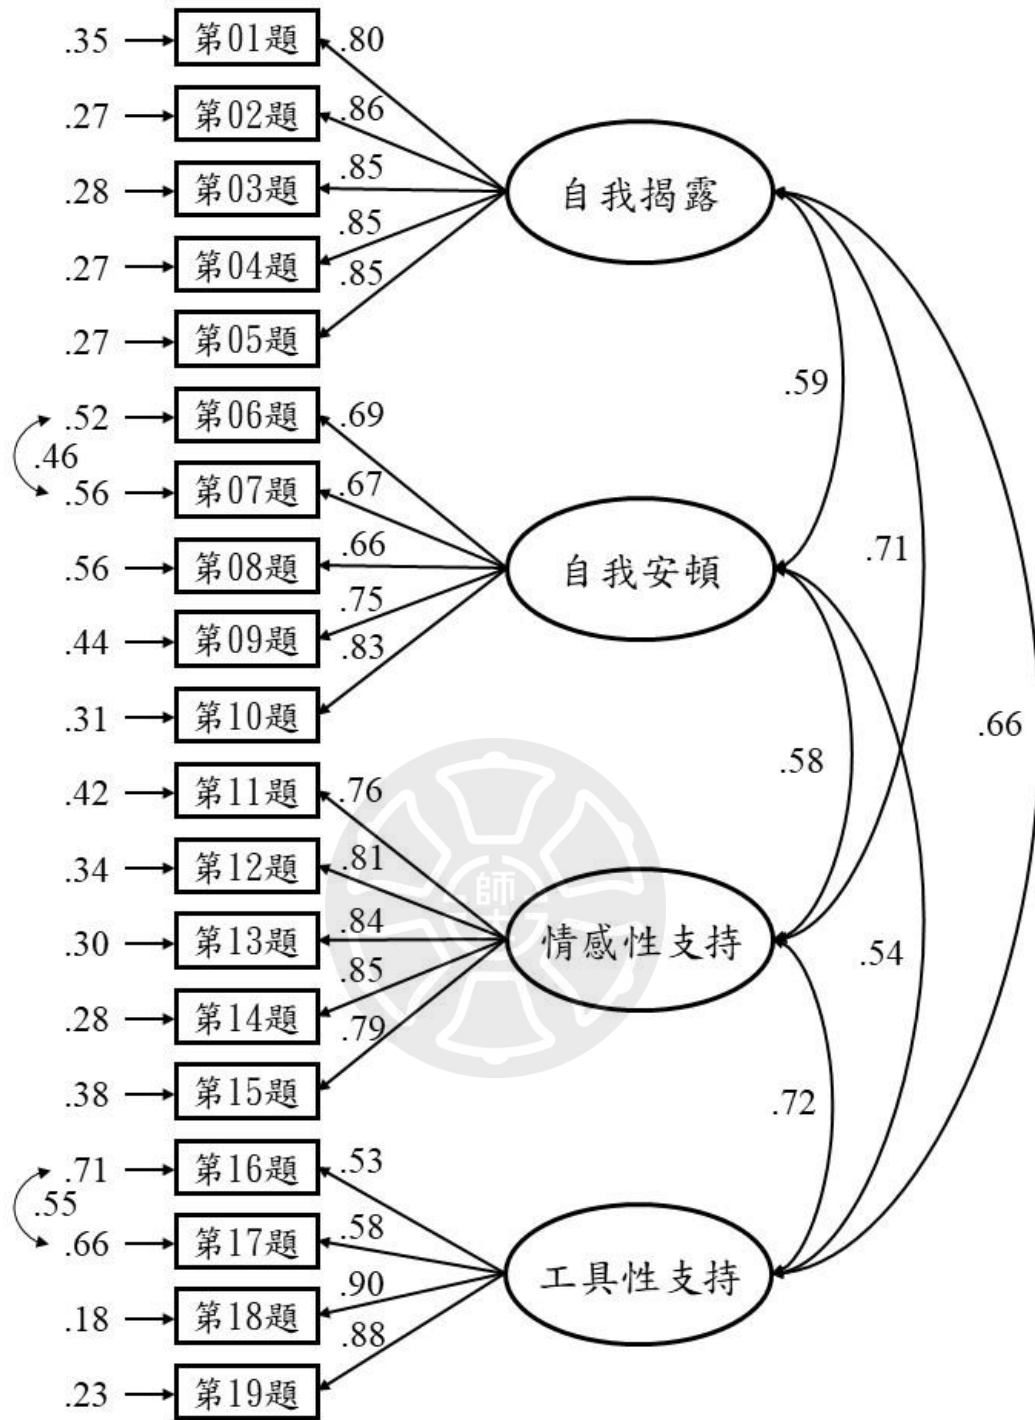 .35 第01題 .80
.27 第02題 .86
.28 第03題 .85
自我揭露
.27 第04題 .85
.27 第05題 .85
.59
.52 第06題 .69
.46
.56 第07題 .67
.71
.56 第08題 .66
自我安頓
.44 第09題 .75
.31 第10題 .83
.66
.58
.42 第11題 .76
.34 第12題 .81
師
.30 第13題 .84
情感性支持
.54
.28 第14題 .85
.38 第15題 .79
.72
.71 第16題 .53
.55
.66 第17題 .58
工具性支持
.18 第18題 .90
.23 第19題 .88